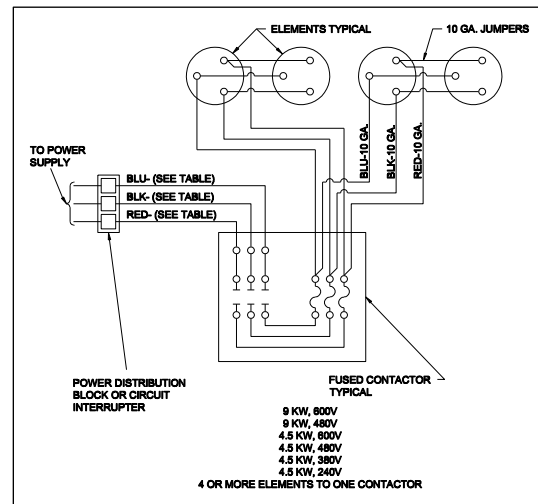 ELEMENTS TYPICAL
10 GA. JUMPERS
TO POWER
SUPPLY
BLU- (SEE TABLE)
BLK- (SEE TABLE)
RED- (SEE TABLE)
BLU-10 GA.
BLK-10 GA.
RED-10 GA.
POWER DISTRIBUTION
BLOCK OR CIRCUIT
INTERRUPTER
FUSED CONTACTOR
TYPICAL
9 KW, 600V
9 KW, 480V
4.5 KW, 600V
4.5 KW, 480V
4.5 KW, 380V
4.5 KW, 240V
4 OR MORE ELEMENTS TO ONE CONTACTOR